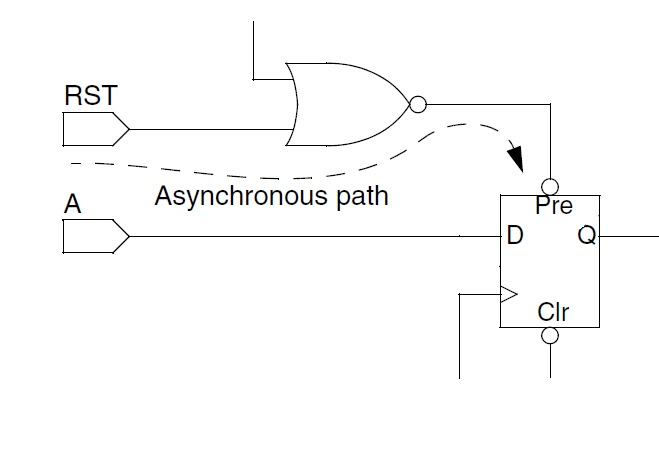 RST
Asynchronous path
A
Pre
D
Q
Clr